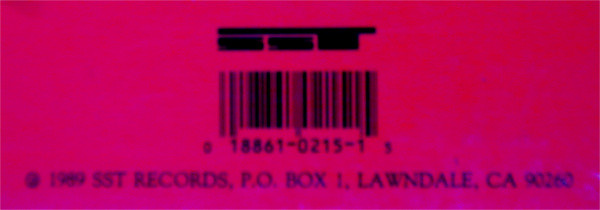 SST
0 18861-0215-1 5
℗ 1989 SST RECORDS, P.O. BOX 1, LAWNDALE, CA 90260